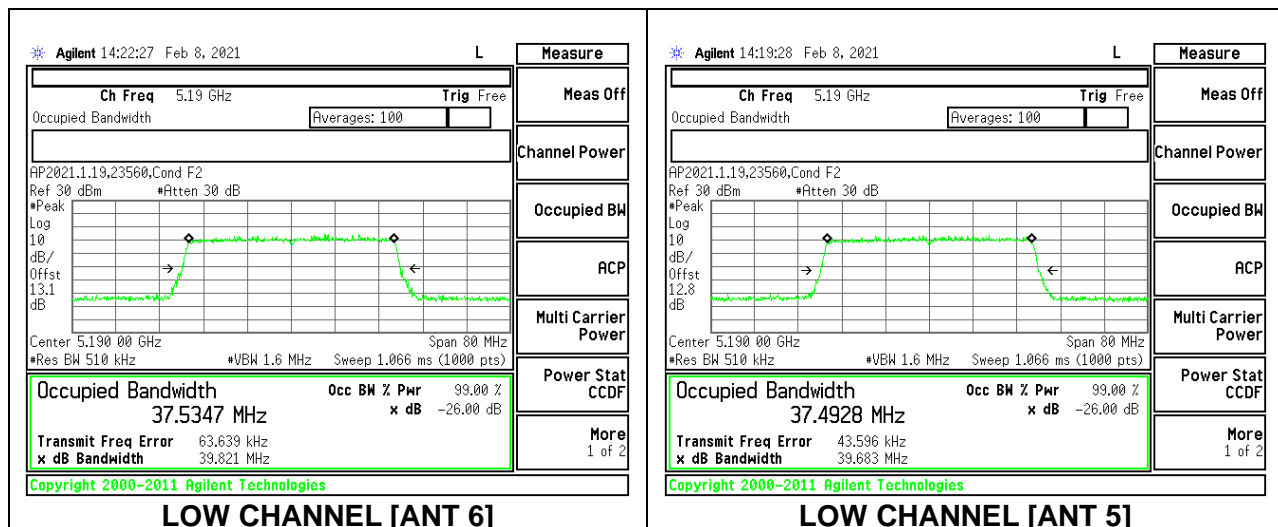 Agilent 14:22:27 Feb 8, 2021 L
Measure
Ch Freq 5.19 GHz Trig Free
Meas Off
Occupied Bandwidth Averages: 100
Channel Power
AP2021.1.19,23560,Cond F2
Ref 30 dBm #Atten 30 dB
#Peak
Log
10
dB/
Offst
13.1
dB
Occupied BW
ACP
Multi Carrier
Power
Center 5.190 00 GHz Span 80 MHz
#Res BW 510 kHz #VBW 1.6 MHz Sweep 1.066 ms (1000 pts)
Power Stat
CCDF
Occupied Bandwidth Occ BW % Pwr 99.00 %
37.5347 MHz x dB -26.00 dB
Transmit Freq Error 63.639 kHz
x dB Bandwidth 39.821 MHz
More
1 of 2
Copyright 2000-2011 Agilent Technologies
LOW CHANNEL [ANT 6]
Agilent 14:19:28 Feb 8, 2021 L
Measure
Ch Freq 5.19 GHz Trig Free
Meas Off
Occupied Bandwidth Averages: 100
Channel Power
AP2021.1.19,23560,Cond F2
Ref 30 dBm #Atten 30 dB
#Peak
Log
10
dB/
Offst
12.8
dB
Occupied BW
ACP
Multi Carrier
Power
Center 5.190 00 GHz Span 80 MHz
#Res BW 510 kHz #VBW 1.6 MHz Sweep 1.066 ms (1000 pts)
Power Stat
CCDF
Occupied Bandwidth Occ BW % Pwr 99.00 %
37.4928 MHz x dB -26.00 dB
Transmit Freq Error 43.596 kHz
x dB Bandwidth 39.683 MHz
More
1 of 2
Copyright 2000-2011 Agilent Technologies
LOW CHANNEL [ANT 5]